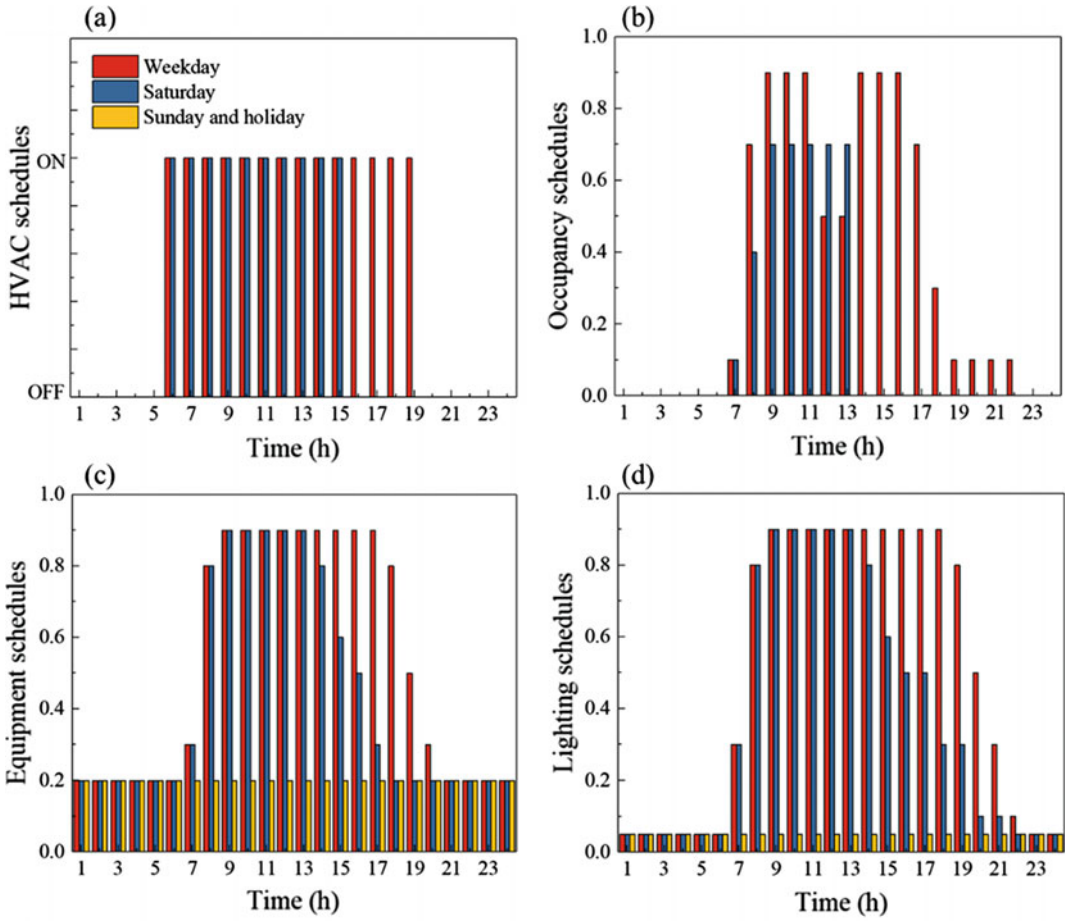 (a)
Weekday
Saturday
Sunday and holiday
ON
OFF
HVAC schedules
1 3 5 7 9 11 13 15 17 19 21 23
Time (h)
(b)
1.0
0.8
0.6
0.4
0.2
0.0
Occupancy schedules
1 3 5 7 9 11 13 15 17 19 21 23
Time (h)
(c)
1.0
0.8
0.6
0.4
0.2
0.0
Equipment schedules
1 3 5 7 9 11 13 15 17 19 21 23
Time (h)
(d)
1.0
0.8
0.6
0.4
0.2
0.0
Lighting schedules
1 3 5 7 9 11 13 15 17 19 21 23
Time (h)